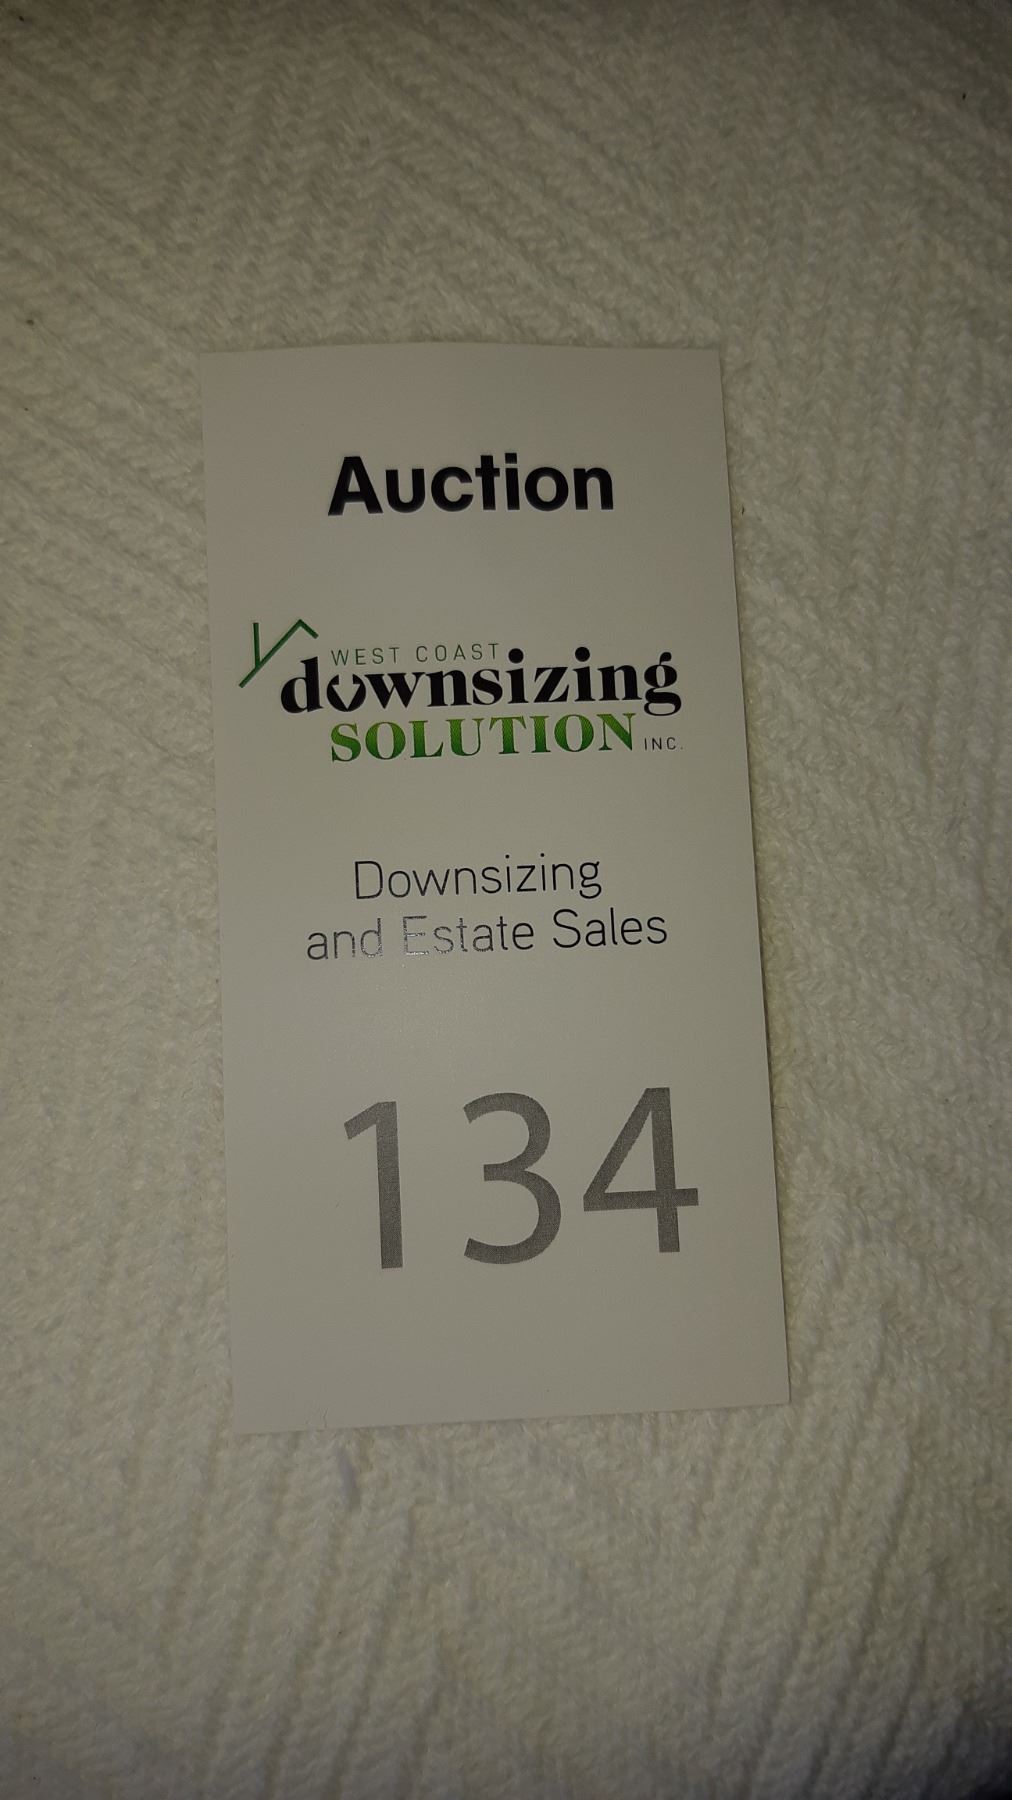 Auction
WEST COAST
downsizing
SOLUTION INC.
Downsizing
and Estate Sales
134